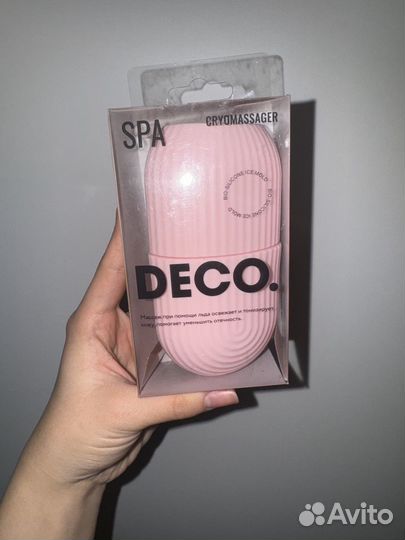 SPA
CRYOMASSAGER
BIO-SILICONE ICE MOLD
BIO-SILICONE ICE MOLD
DECO.
Массаж при помощи льда освежает и тонизирует
кожу, помогает уменьшить отечность.
Avito